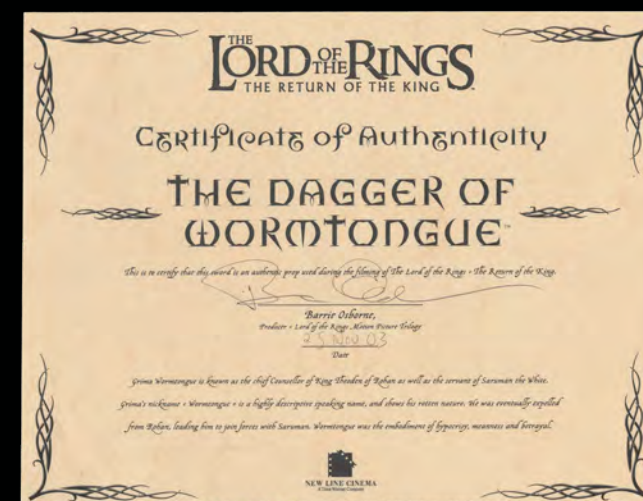 THE
LORD OF THE RINGS
THE RETURN OF THE KING™
Certificate of Authenticity
THE DAGGER OF
WORMTONGUE™
This is to certify that this sword is an authentic prop used during the filming of The Lord of the Rings • The Return of the King.
Barrie Osborne,
Producer • Lord of the Rings Motion Picture Trilogy
25 NOV 03
Date
Grima Wormtongue is known as the chief Counsellor of King Theoden of Rohan as well as the servant of Saruman the White.
Grima's nickname • Wormtongue • is a highly descriptive speaking name, and shows his rotten nature. He was eventually expelled
from Rohan, leading him to join forces with Saruman. Wormtongue was the embodiment of hypocrisy, meanness and betrayal.
NEW LINE CINEMA
A Time Warner Company